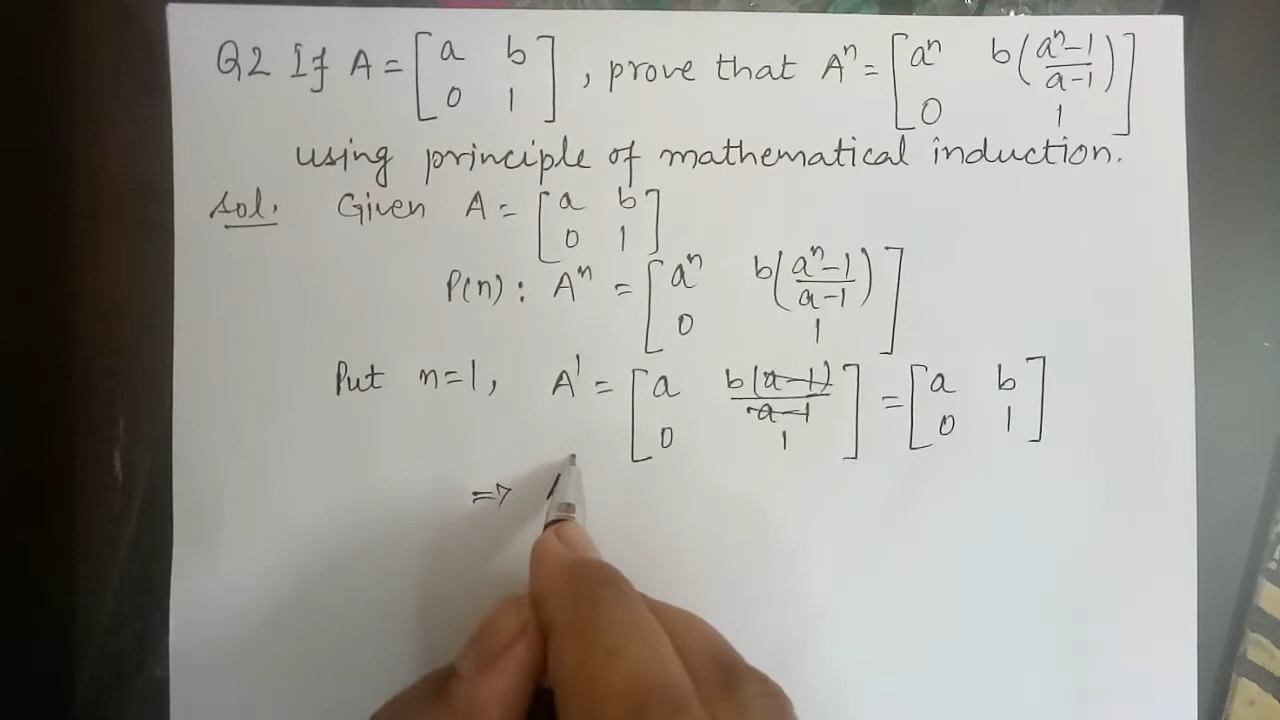 Q2 If A = [a b; 0 1], prove that Aⁿ = [aⁿ b((aⁿ-1)/(a-1)); 0 1]
using principle of mathematical induction.
Sol. Given A = [a b; 0 1]
P(n): Aⁿ = [aⁿ b((aⁿ-1)/(a-1)); 0 1]
Put n=1, A¹ = [a b(a-1)/(a-1); 0 1] = [a b; 0 1]
⇒